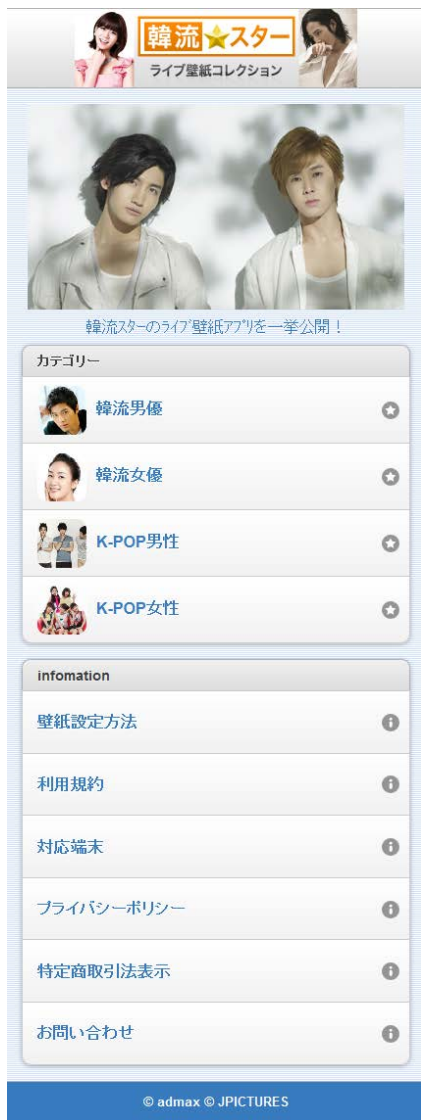 韓流★スター
ライブ壁紙コレクション
韓流スターのライブ壁紙アプリを一挙公開！
カテゴリー
韓流男優
韓流女優
K-POP男性
K-POP女性
infomation
壁紙設定方法
利用規約
対応端末
プライバシーポリシー
特定商取引法表示
お問い合わせ
© admax © JPICTURES